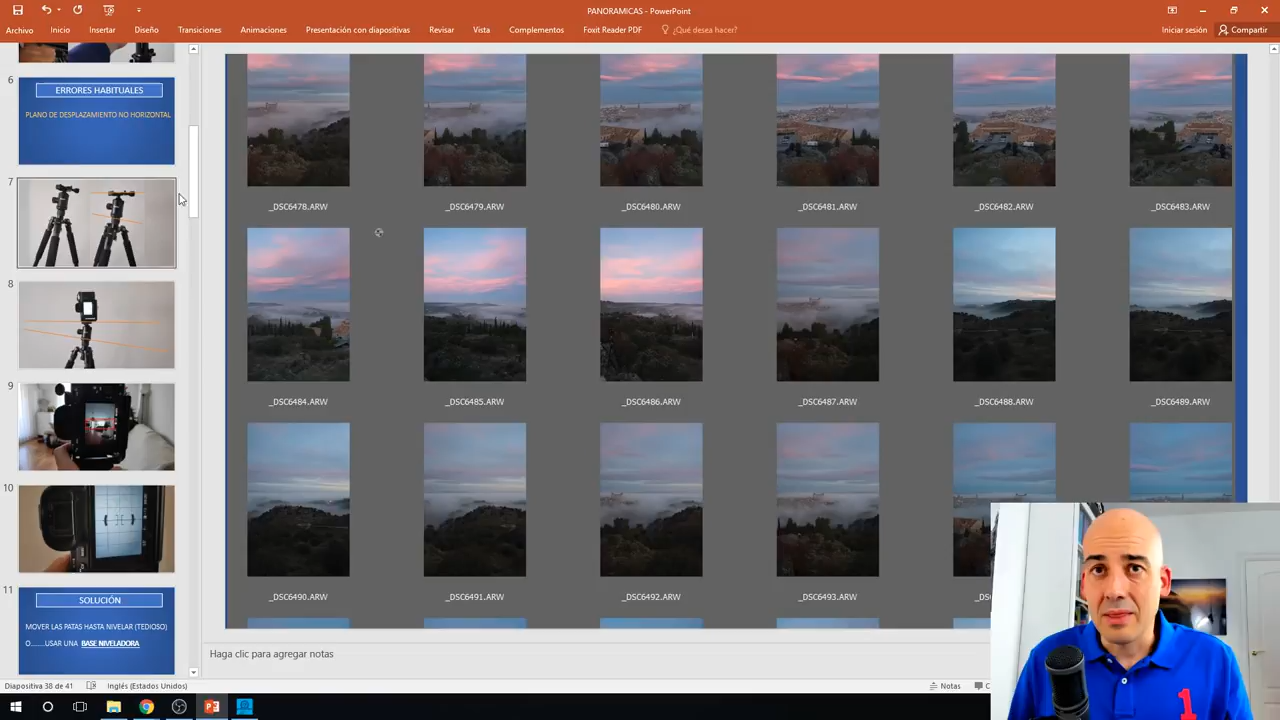 PANORAMICAS - PowerPoint
Archivo Inicio Insertar Diseño Transiciones Animaciones Presentación con diapositivas Revisar Vista Complementos Foxit Reader PDF ¿Qué desea hacer? Iniciar sesión Compartir
6
ERRORES HABITUALES
PLANO DE DESPLAZAMIENTO NO HORIZONTAL
7
8
9
10
11
SOLUCIÓN
MOVER LAS PATAS HASTA NIVELAR (TEDIOSO)
O......USAR UNA BASE NIVELADORA
_DSC6478.ARW _DSC6479.ARW _DSC6480.ARW _DSC6481.ARW _DSC6482.ARW _DSC6483.ARW
_DSC6484.ARW _DSC6485.ARW _DSC6486.ARW _DSC6487.ARW _DSC6488.ARW _DSC6489.ARW
_DSC6490.ARW _DSC6491.ARW _DSC6492.ARW _DSC6493.ARW
Haga clic para agregar notas
Diapositiva 38 de 41 Inglés (Estados Unidos) Notas
1